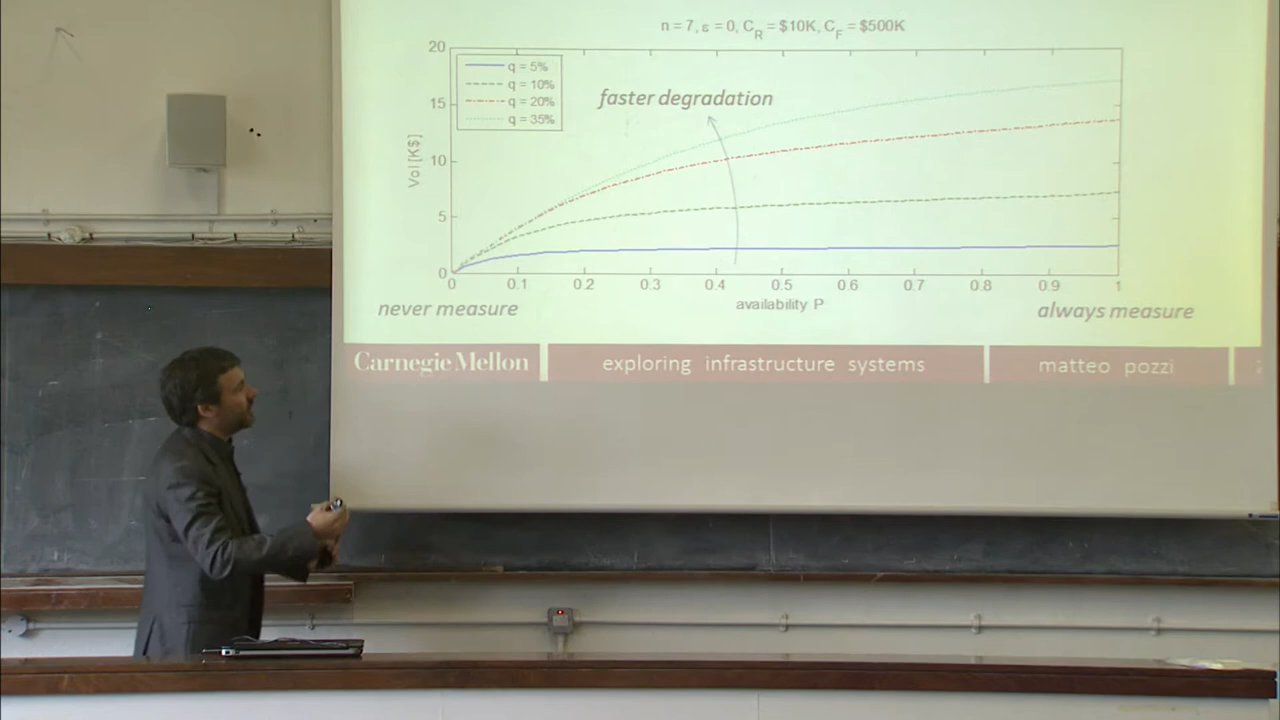 n = 7, ε = 0, C_R = $10K, C_F = $500K
20
15
10
5
0
VoI [K$]
q = 5%
q = 10%
q = 20%
q = 35%
faster degradation
0 0.1 0.2 0.3 0.4 0.5 0.6 0.7 0.8 0.9 1
availability P
never measure
always measure
Carnegie Mellon
exploring infrastructure systems
matteo pozzi